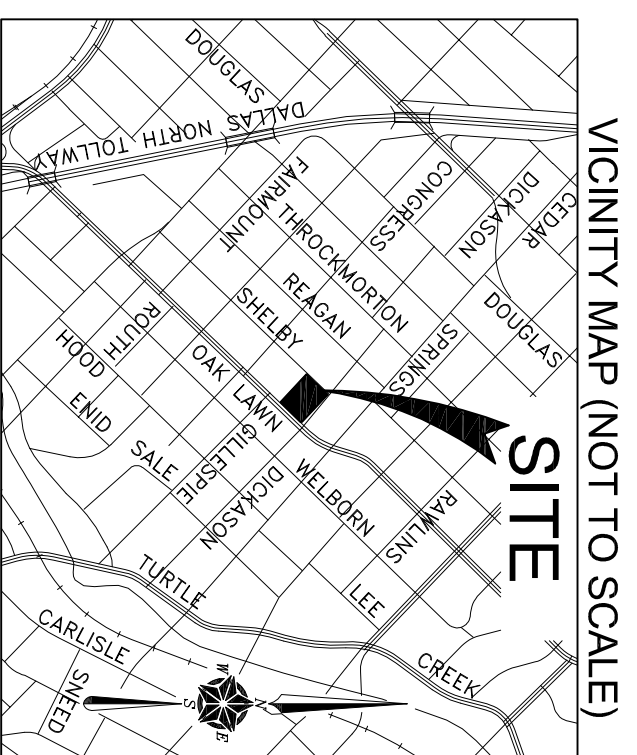 VICINITY MAP (NOT TO SCALE)
SITE
DOUGLAS
DALLAS NORTH TOLLWAY
FAIRMOUNT
CONGRESS
DICKASON
CEDAR
THROCKMORTON
REAGAN
SHELBY
DOUGLAS
SPRINGS
ROUTH
HOOD
ENID
OAK LAWN
SALE
GILLESPIE
DICKASON
WELBORN
RAWLINS
LEE
TURTLE CREEK
CARLISLE
SNEED
N
S
E
W